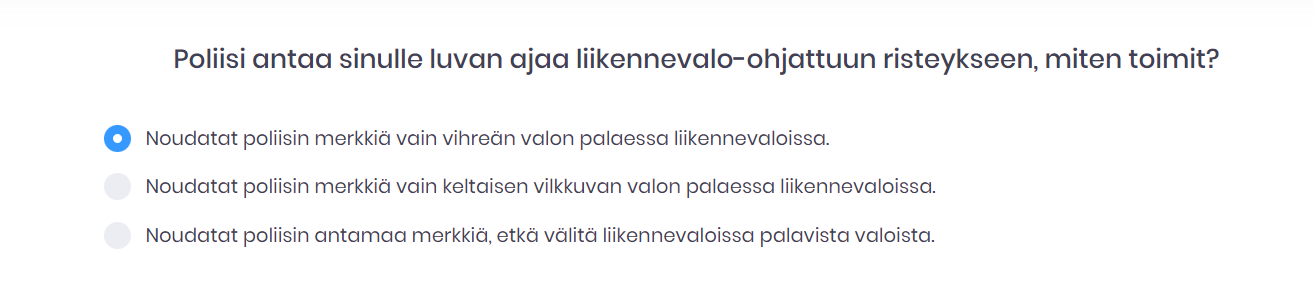 Poliisi antaa sinulle luvan ajaa liikennevalo-ohjattuun risteykseen, miten toimit?
Noudatat poliisin merkkiä vain vihreän valon palaessa liikennevaloissa.
Noudatat poliisin merkkiä vain keltaisen vilkkuvan valon palaessa liikennevaloissa.
Noudatat poliisin antamaa merkkiä, etkä välitä liikennevaloissa palavista valoista.